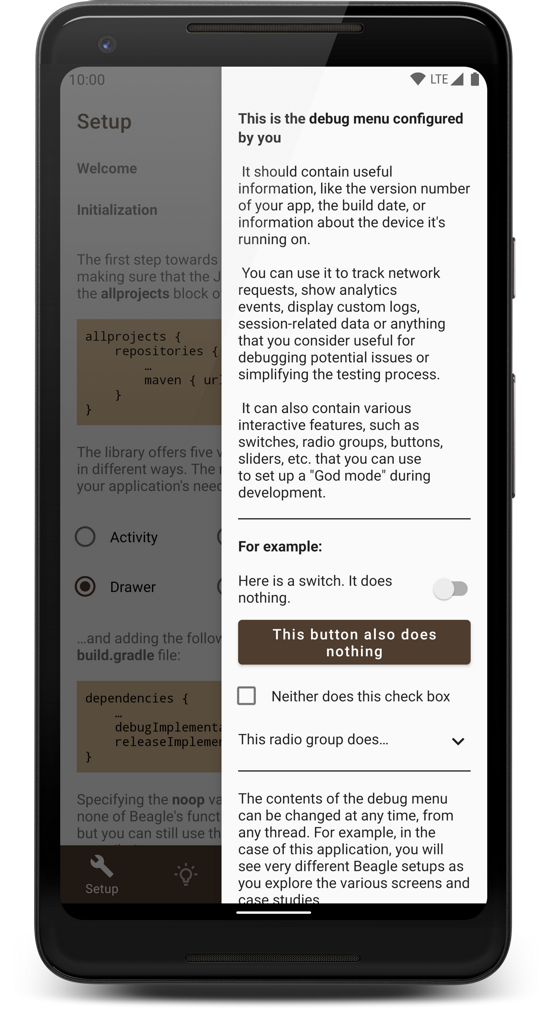 10:00
LTE
Setup
Welcome
Initialization
The first step towards
making sure that the J
the allprojects block o
allprojects {
repositories {
…
maven { url
}
}
The library offers five v
in different ways. The
your application's need
Activity
Drawer
…and adding the follow
build.gradle file:
dependencies {
…
debugImplementa
releaseImplemen
}
Specifying the noop va
none of Beagle's funct
but you can still use th
Setup
This is the debug menu configured
by you
It should contain useful
information, like the version number
of your app, the build date, or
information about the device it's
running on.
You can use it to track network
requests, show analytics
events, display custom logs,
session-related data or anything
that you consider useful for
debugging potential issues or
simplifying the testing process.
It can also contain various
interactive features, such as
switches, radio groups, buttons,
sliders, etc. that you can use
to set up a "God mode" during
development.
For example:
Here is a switch. It does
nothing.
This button also does
nothing
Neither does this check box
This radio group does…
The contents of the debug menu
can be changed at any time, from
any thread. For example, in the
case of this application, you will
see very different Beagle setups as
you explore the various screens and
case studies